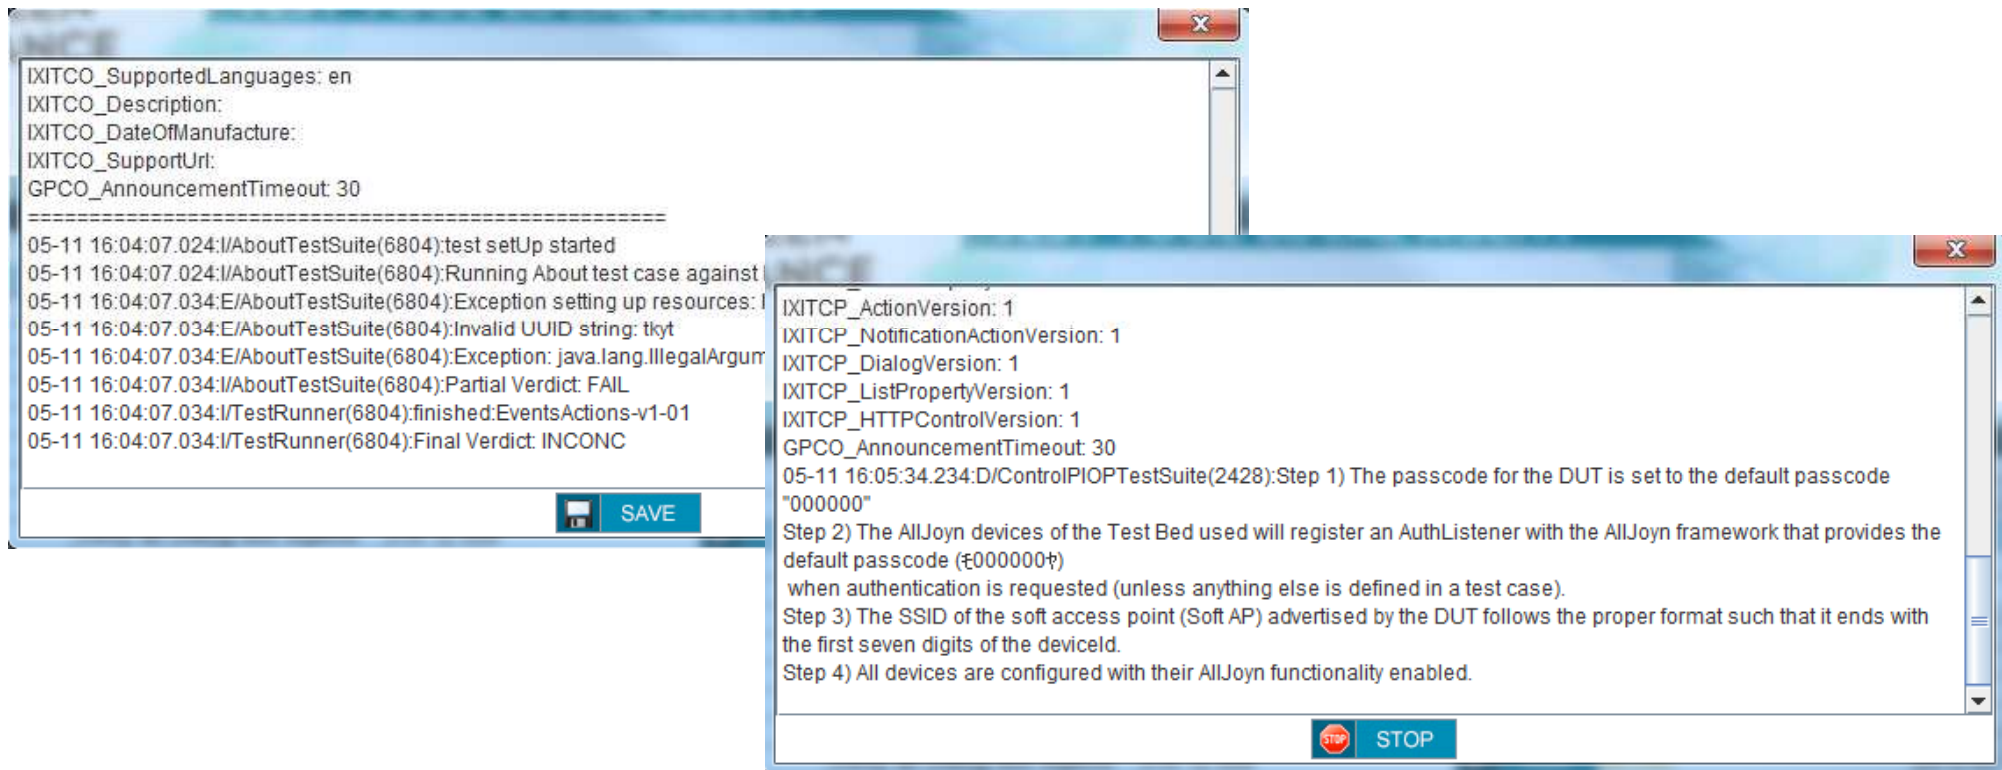 IXITCO_SupportedLanguages: en
IXITCO_Description:
IXITCO_DateOfManufacture:
IXITCO_SupportUrl:
GPCO_AnnouncementTimeout: 30
====================================================
05-11 16:04:07.024:I/AboutTestSuite(6804):test setUp started
05-11 16:04:07.024:I/AboutTestSuite(6804):Running About test case against
05-11 16:04:07.034:E/AboutTestSuite(6804):Exception setting up resources:
05-11 16:04:07.034:E/AboutTestSuite(6804):Invalid UUID string: tkyt
05-11 16:04:07.034:E/AboutTestSuite(6804):Exception: java.lang.IllegalArgum
05-11 16:04:07.034:I/AboutTestSuite(6804):Partial Verdict: FAIL
05-11 16:04:07.034:I/TestRunner(6804):finished:EventsActions-v1-01
05-11 16:04:07.034:I/TestRunner(6804):Final Verdict: INCONC
SAVE
IXITCP_ActionVersion: 1
IXITCP_NotificationActionVersion: 1
IXITCP_DialogVersion: 1
IXITCP_ListPropertyVersion: 1
IXITCP_HTTPControlVersion: 1
GPCO_AnnouncementTimeout: 30
05-11 16:05:34.234:D/ControlPIOPTestSuite(2428):Step 1) The passcode for the DUT is set to the default passcode
"000000"
Step 2) The AllJoyn devices of the Test Bed used will register an AuthListener with the AllJoyn framework that provides the
default passcode (ﾓ000000ﾔ)
when authentication is requested (unless anything else is defined in a test case).
Step 3) The SSID of the soft access point (Soft AP) advertised by the DUT follows the proper format such that it ends with
the first seven digits of the deviceId.
Step 4) All devices are configured with their AllJoyn functionality enabled.
STOP
STOP